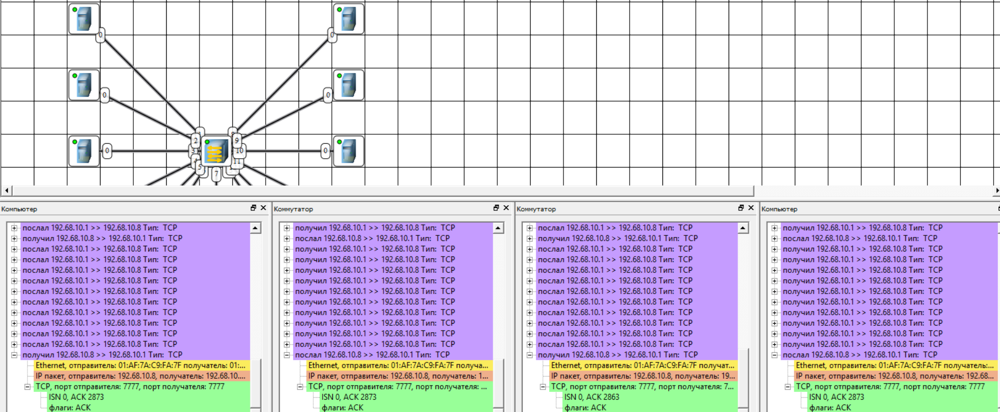 0
0
0
0
2
9
3
0
10
0
4
11
5
7
Компьютер
послал 192.68.10.1 >> 192.68.10.8 Тип: TCP
получил 192.68.10.8 >> 192.68.10.1 Тип: TCP
послал 192.68.10.1 >> 192.68.10.8 Тип: TCP
послал 192.68.10.1 >> 192.68.10.8 Тип: TCP
послал 192.68.10.1 >> 192.68.10.8 Тип: TCP
послал 192.68.10.1 >> 192.68.10.8 Тип: TCP
послал 192.68.10.1 >> 192.68.10.8 Тип: TCP
послал 192.68.10.1 >> 192.68.10.8 Тип: TCP
послал 192.68.10.1 >> 192.68.10.8 Тип: TCP
послал 192.68.10.1 >> 192.68.10.8 Тип: TCP
послал 192.68.10.1 >> 192.68.10.8 Тип: TCP
послал 192.68.10.1 >> 192.68.10.8 Тип: TCP
получил 192.68.10.8 >> 192.68.10.1 Тип: TCP
Ethernet, отправитель: 01:AF:7A:C9:FA:7F получатель: 01:...
IP пакет, отправитель: 192.68.10.8, получатель: 192.68.10....
TCP, порт отправителя: 7777, порт получателя: 7777
ISN 0, ACK 2873
флаги: ACK
Коммутатор
получил 192.68.10.1 >> 192.68.10.8 Тип: TCP
послал 192.68.10.8 >> 192.68.10.1 Тип: TCP
получил 192.68.10.1 >> 192.68.10.8 Тип: TCP
получил 192.68.10.1 >> 192.68.10.8 Тип: TCP
получил 192.68.10.1 >> 192.68.10.8 Тип: TCP
получил 192.68.10.1 >> 192.68.10.8 Тип: TCP
получил 192.68.10.1 >> 192.68.10.8 Тип: TCP
получил 192.68.10.1 >> 192.68.10.8 Тип: TCP
получил 192.68.10.1 >> 192.68.10.8 Тип: TCP
получил 192.68.10.1 >> 192.68.10.8 Тип: TCP
получил 192.68.10.1 >> 192.68.10.8 Тип: TCP
получил 192.68.10.1 >> 192.68.10.8 Тип: TCP
послал 192.68.10.8 >> 192.68.10.1 Тип: TCP
Ethernet, отправитель: 01:AF:7A:C9:FA:7F получа...
IP пакет, отправитель: 192.68.10.8, получатель: 1...
TCP, порт отправителя: 7777, порт получателя: ...
ISN 0, ACK 2873
флаги: ACK
Коммутатор
послал 192.68.10.1 >> 192.68.10.8 Тип: TCP
получил 192.68.10.8 >> 192.68.10.1 Тип: TCP
послал 192.68.10.1 >> 192.68.10.8 Тип: TCP
послал 192.68.10.1 >> 192.68.10.8 Тип: TCP
послал 192.68.10.1 >> 192.68.10.8 Тип: TCP
послал 192.68.10.1 >> 192.68.10.8 Тип: TCP
послал 192.68.10.1 >> 192.68.10.8 Тип: TCP
послал 192.68.10.1 >> 192.68.10.8 Тип: TCP
послал 192.68.10.1 >> 192.68.10.8 Тип: TCP
послал 192.68.10.1 >> 192.68.10.8 Тип: TCP
послал 192.68.10.1 >> 192.68.10.8 Тип: TCP
послал 192.68.10.1 >> 192.68.10.8 Тип: TCP
получил 192.68.10.8 >> 192.68.10.1 Тип: TCP
Ethernet, отправитель: 01:AF:7A:C9:FA:7F получат...
IP пакет, отправитель: 192.68.10.8, получатель: 19...
TCP, порт отправителя: 7777, порт получателя: 7...
ISN 0, ACK 2863
флаги: ACK
Компьютер
получил 192.68.10.1 >> 192.68.10.8 Тип: TCP
послал 192.68.10.8 >> 192.68.10.1 Тип: TCP
получил 192.68.10.1 >> 192.68.10.8 Тип: TCP
получил 192.68.10.1 >> 192.68.10.8 Тип: TCP
получил 192.68.10.1 >> 192.68.10.8 Тип: TCP
получил 192.68.10.1 >> 192.68.10.8 Тип: TCP
получил 192.68.10.1 >> 192.68.10.8 Тип: TCP
получил 192.68.10.1 >> 192.68.10.8 Тип: TCP
получил 192.68.10.1 >> 192.68.10.8 Тип: TCP
получил 192.68.10.1 >> 192.68.10.8 Тип: TCP
получил 192.68.10.1 >> 192.68.10.8 Тип: TCP
получил 192.68.10.1 >> 192.68.10.8 Тип: TCP
послал 192.68.10.8 >> 192.68.10.1 Тип: TCP
Ethernet, отправитель: 01:AF:7A:C9:FA:7F получатель:...
IP пакет, отправитель: 192.68.10.8, получатель: 192.68...
TCP, порт отправителя: 7777, порт получателя: 7777
ISN 0, ACK 2873
флаги: ACK